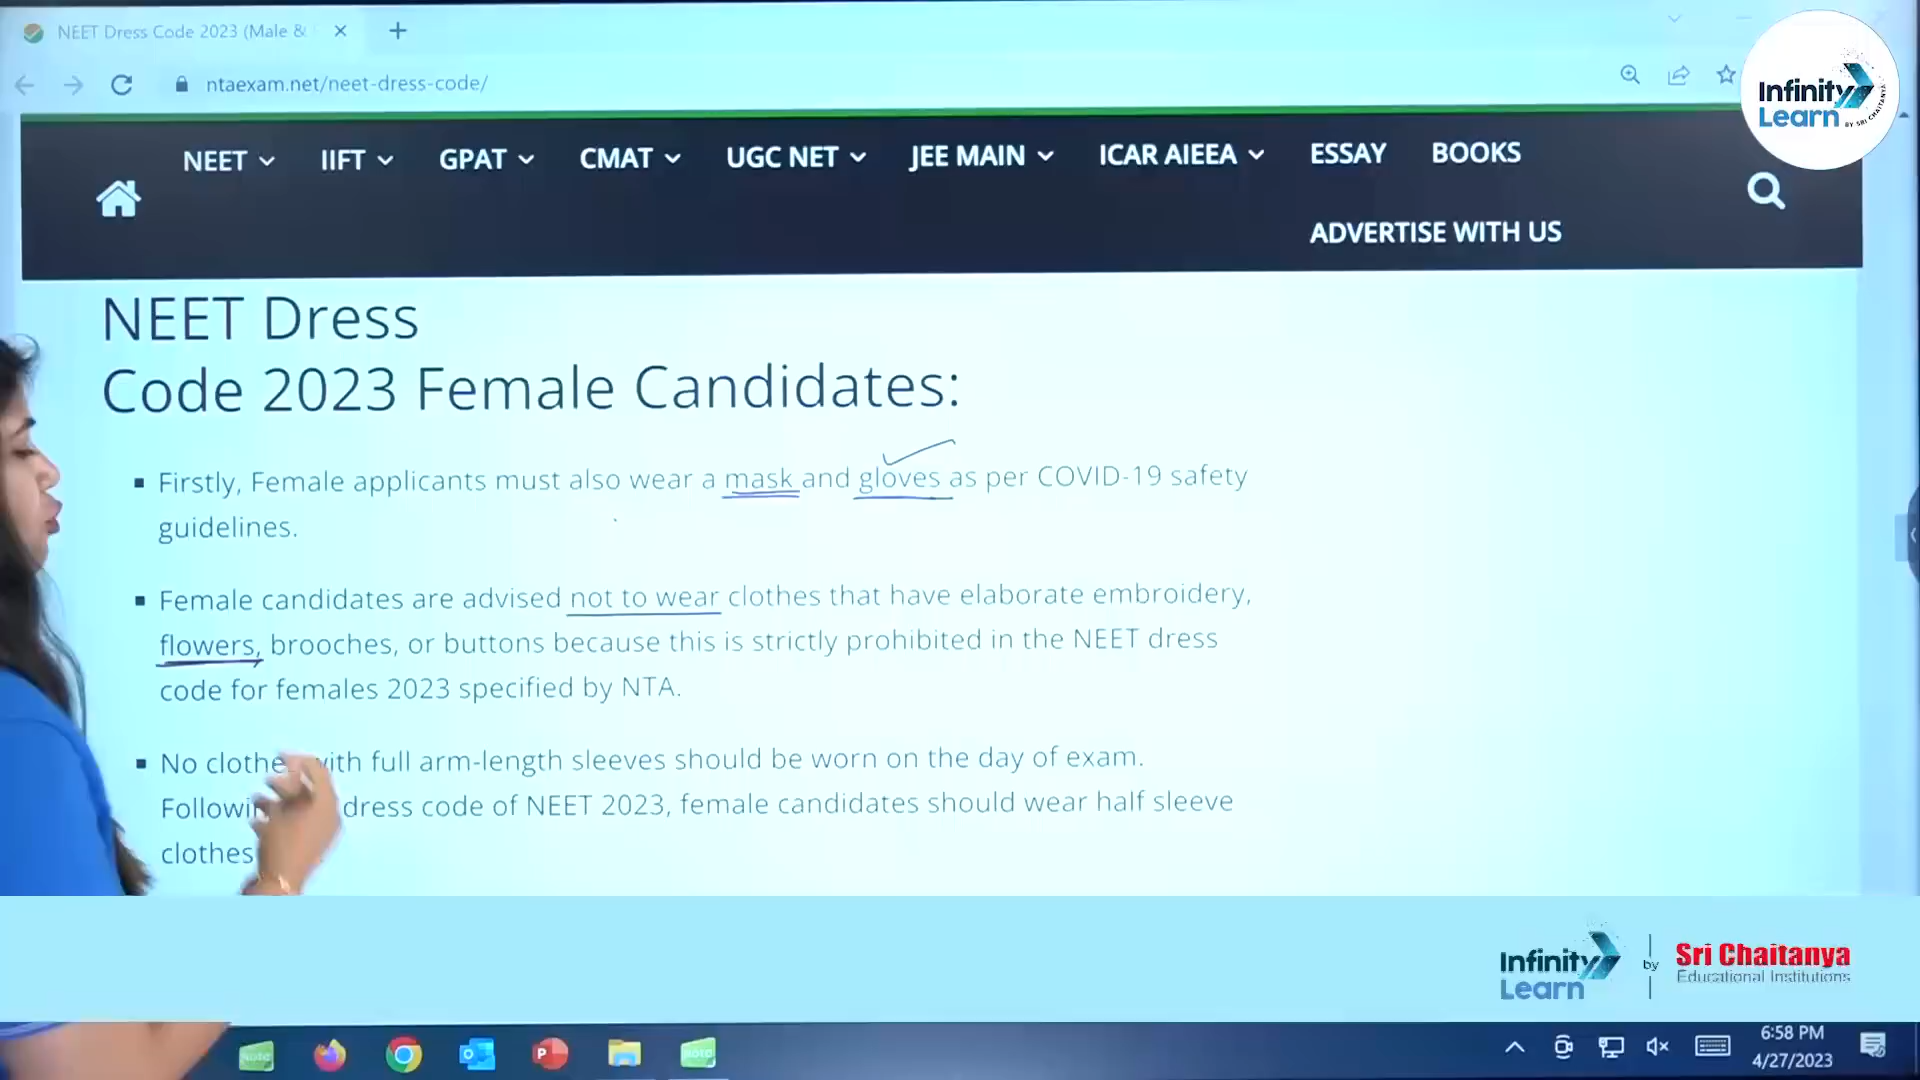 NEET Dress Code 2023 (Male &
ntaexam.net/neet-dress-code/
Infinity
Learn
BY SRI CHAITANYA
NEET IIFT GPAT CMAT UGC NET JEE MAIN ICAR AIEEA ESSAY BOOKS
ADVERTISE WITH US
NEET Dress
Code 2023 Female Candidates:
Firstly, Female applicants must also wear a mask and gloves as per COVID-19 safety
guidelines.
Female candidates are advised not to wear clothes that have elaborate embroidery,
flowers, brooches, or buttons because this is strictly prohibited in the NEET dress
code for females 2023 specified by NTA.
No clothes with full arm-length sleeves should be worn on the day of exam.
dress code of NEET 2023, female candidates should wear half sleeve
clothes
Infinity
Learn
by
Sri Chaitanya
Educational Institutions
6:58 PM
4/27/2023